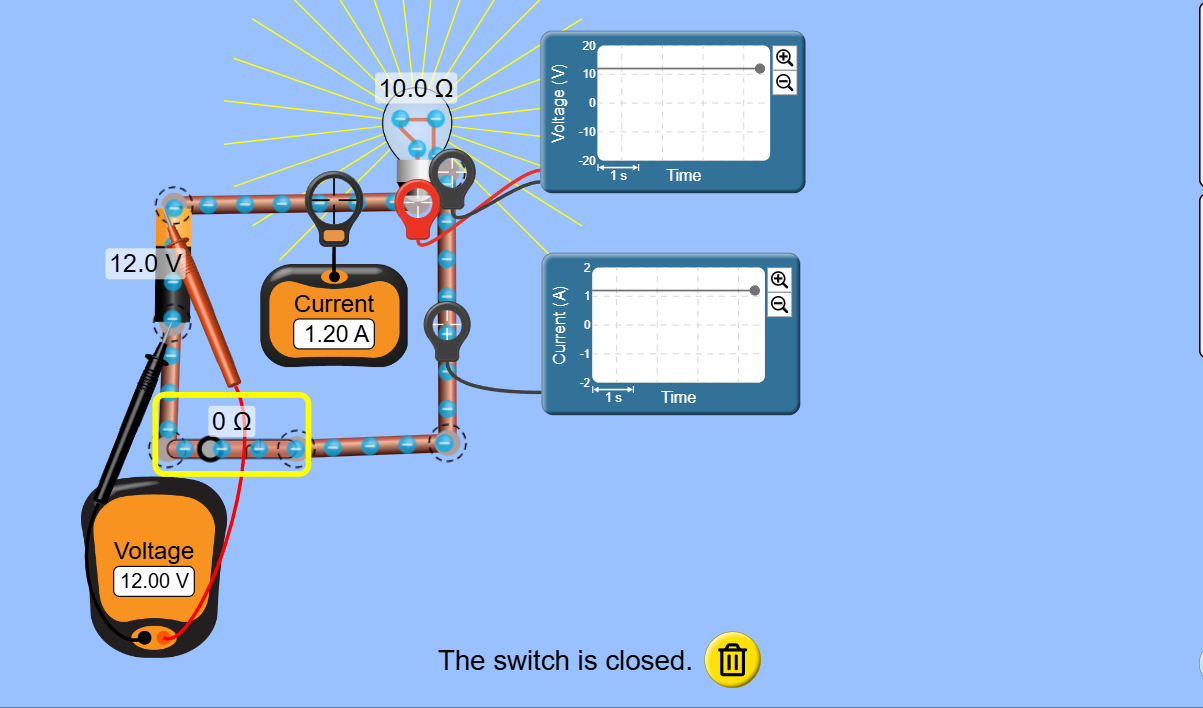 10.0 Ω
20
10
0
-10
-20
Voltage (V)
1 s
Time
12.0 V
Current
1.20 A
2
1
0
-1
-2
Current (A)
1 s
Time
0 Ω
Voltage
12.00 V
The switch is closed.